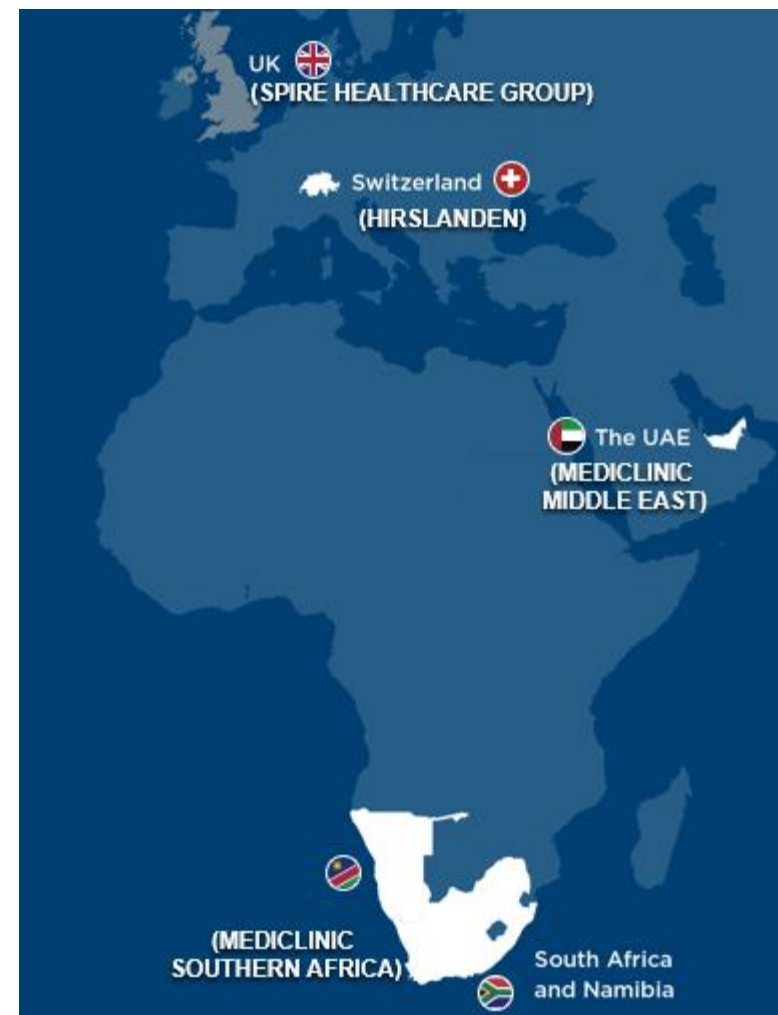 UK
(SPIRE HEALTHCARE GROUP)
Switzerland
(HIRSLANDEN)
The UAE
(MEDICLINIC
MIDDLE EAST)
(MEDICLINIC
SOUTHERN AFRICA)
South Africa
and Namibia